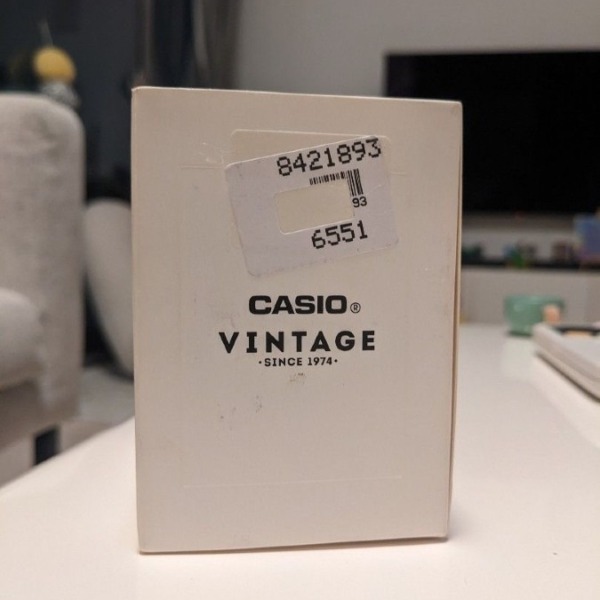 8421893
93
6551
CASIO®
VINTAGE
·SINCE 1974·